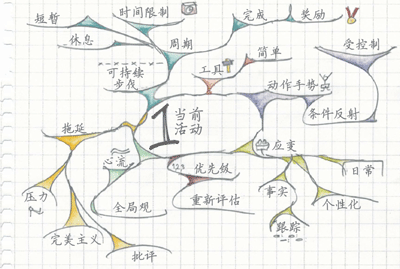 时间限制
完成
奖励
短暂
休息
周期
简单
受控制
可持续
步伐
工具
动作手势
条件反射
1
当前
活动
拖延
心流
1,2,3
优先级
应变
日常
事实
个性化
压力
全局观
重新评估
跟踪
完美主义
批评